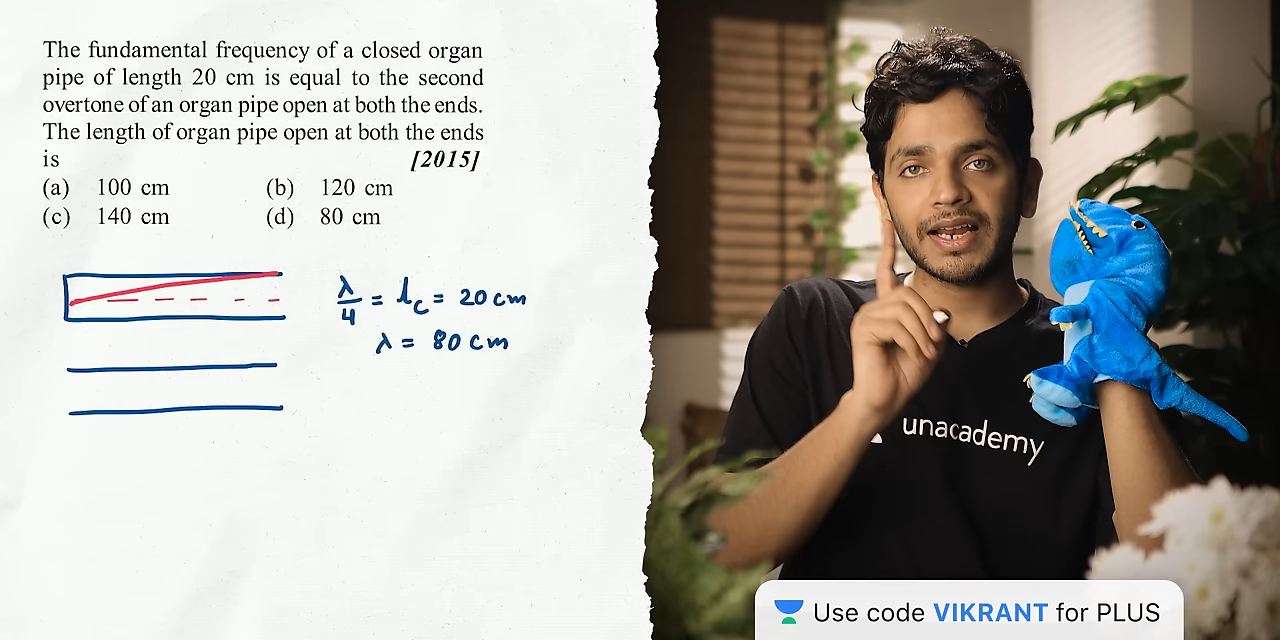 The fundamental frequency of a closed organ
pipe of length 20 cm is equal to the second
overtone of an organ pipe open at both the ends.
The length of organ pipe open at both the ends
is [2015]
(a) 100 cm (b) 120 cm
(c) 140 cm (d) 80 cm
λ/4 = l_c = 20 cm
λ = 80 cm
unacademy
Use code VIKRANT for PLUS